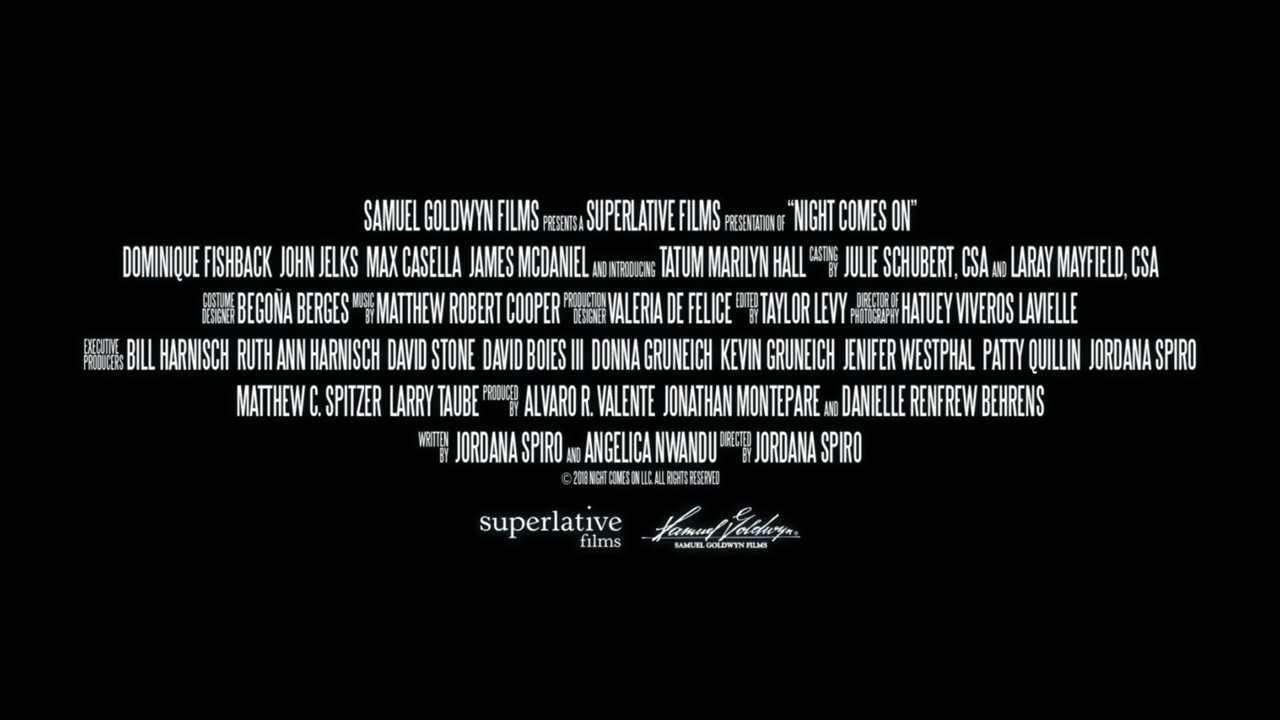 SAMUEL GOLDWYN FILMS PRESENTS A SUPERLATIVE FILMS PRESENTATION OF “NIGHT COMES ON”
DOMINIQUE FISHBACK JOHN JELKS MAX CASELLA JAMES MCDANIEL AND INTRODUCING TATUM MARILYN HALL CASTING BY JULIE SCHUBERT, CSA AND LARAY MAYFIELD, CSA
COSTUME DESIGNER BEGOÑA BERGES MUSIC BY MATTHEW ROBERT COOPER PRODUCTION DESIGNER VALERIA DE FELICE EDITED BY TAYLOR LEVY DIRECTOR OF PHOTOGRAPHY HATUEY VIVEROS LAVIELLE
EXECUTIVE PRODUCERS BILL HARNISCH RUTH ANN HARNISCH DAVID STONE DAVID BOIES III DONNA GRUNEICH KEVIN GRUNEICH JENIFER WESTPHAL PATTY QUILLIN JORDANA SPIRO
MATTHEW C. SPITZER LARRY TAUBE PRODUCED BY ALVARO R. VALENTE JONATHAN MONTEPARE AND DANIELLE RENFREW BEHRENS
WRITTEN BY JORDANA SPIRO AND ANGELICA NWANDU DIRECTED BY JORDANA SPIRO
© 2018 NIGHT COMES ON LLC. ALL RIGHTS RESERVED
superlative films
Samuel Goldwyn®
SAMUEL GOLDWYN FILMS